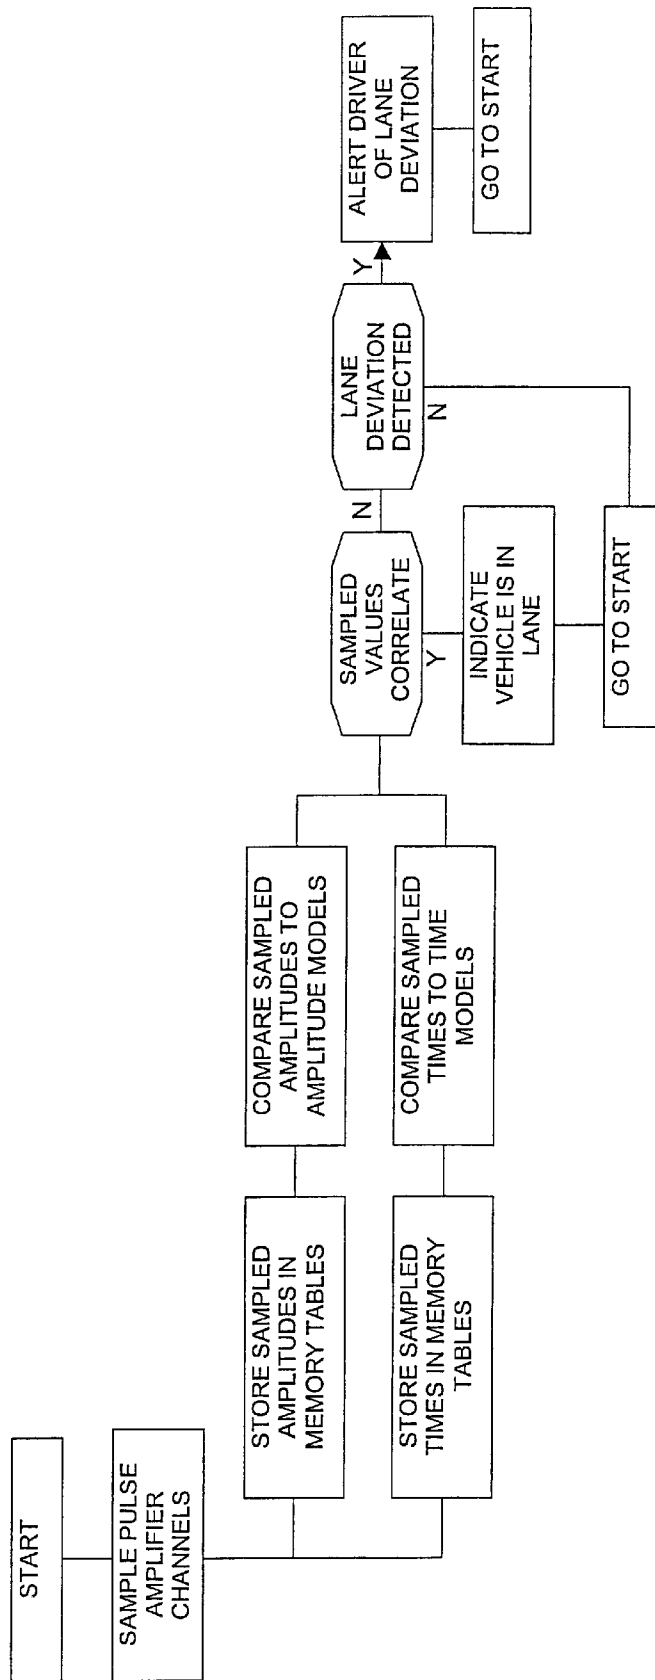 START
SAMPLE PULSE
AMPLIFIER
CHANNELS
STORE SAMPLED
AMPLITUDES IN
MEMORY TABLES
STORE SAMPLED
TIMES IN MEMORY
TABLES
COMPARE SAMPLED
AMPLITUDES TO
AMPLITUDE MODELS
COMPARE SAMPLED
TIMES TO TIME
MODELS
SAMPLED
VALUES
CORRELATE
Y
N
INDICATE
VEHICLE IS IN
LANE
GO TO START
LANE
DEVIATION
DETECTED
N
Y
ALERT DRIVER
OF LANE
DEVIATION
GO TO START